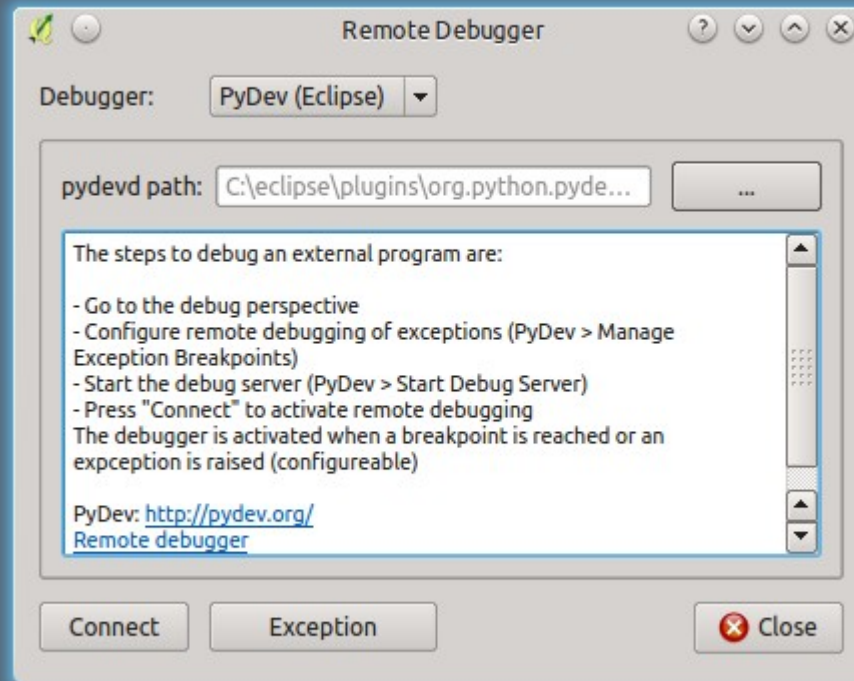 Remote Debugger
Debugger: PyDev (Eclipse)
pydevd path: C:\eclipse\plugins\org.python.pyde... ...
The steps to debug an external program are:
- Go to the debug perspective
- Configure remote debugging of exceptions (PyDev > Manage
Exception Breakpoints)
- Start the debug server (PyDev > Start Debug Server)
- Press "Connect" to activate remote debugging
The debugger is activated when a breakpoint is reached or an
expception is raised (configureable)
PyDev: http://pydev.org/
Remote debugger
Connect Exception Close